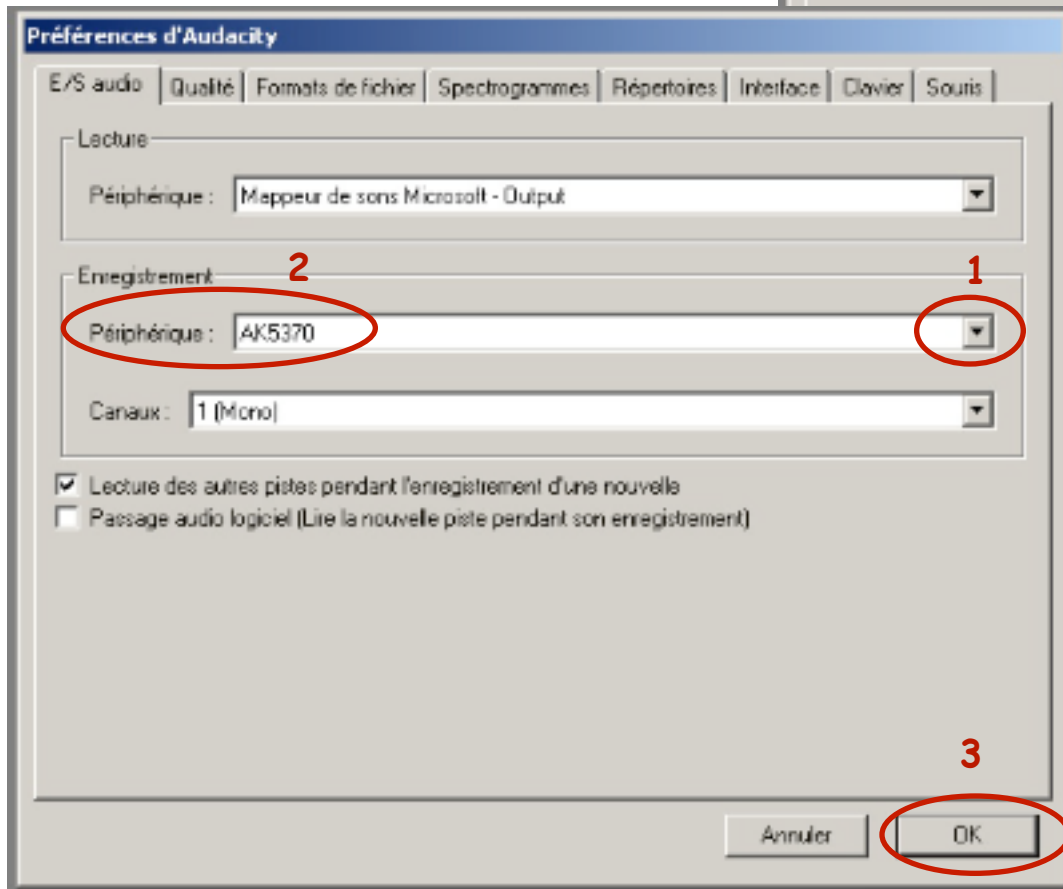 Préférences d'Audacity
E/S audio Qualité Formats de fichier Spectrogrammes Répertoires Interface Clavier Souris
Lecture
Périphérique : Mappeur de sons Microsoft - Output
Enregistrement 2 1
Périphérique : AK5370
Canaux : 1 (Mono)
Lecture des autres pistes pendant l'enregistrement d'une nouvelle
Passage audio logiciel (Lire la nouvelle piste pendant son enregistrement)
3
Annuler OK